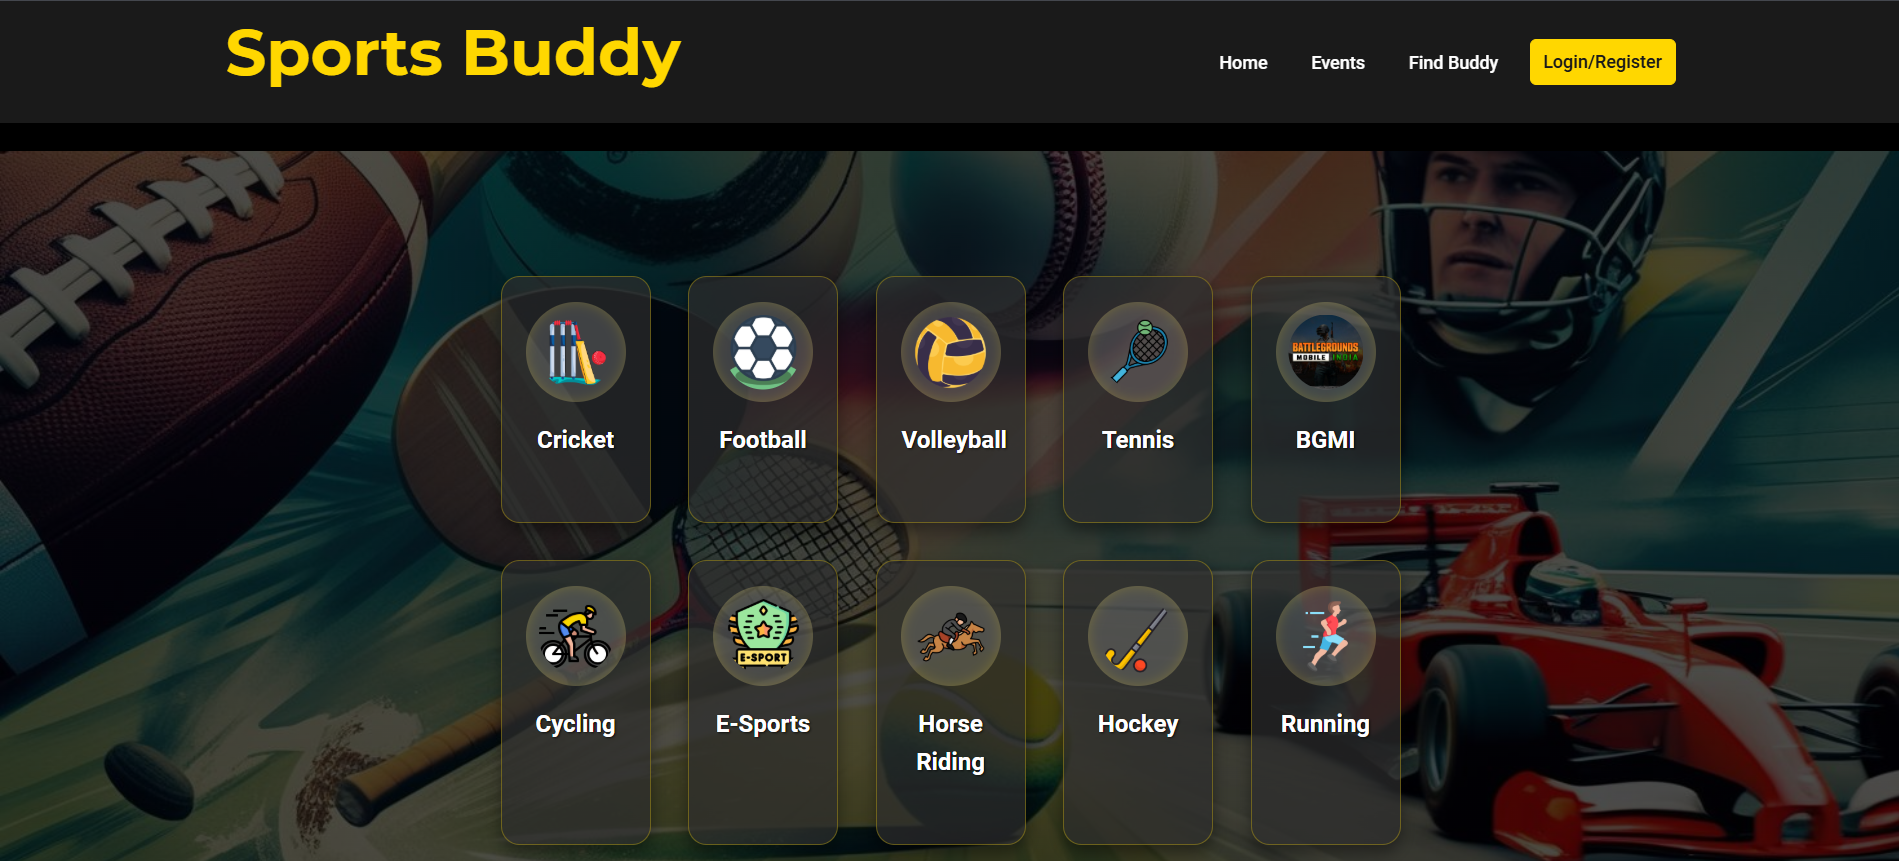 Sports Buddy
Home Events Find Buddy Login/Register
BATTLEGROUNDS
MOBILE INDIA
Cricket Football Volleyball Tennis BGMI
E-SPORT
Cycling E-Sports Horse Riding Hockey Running